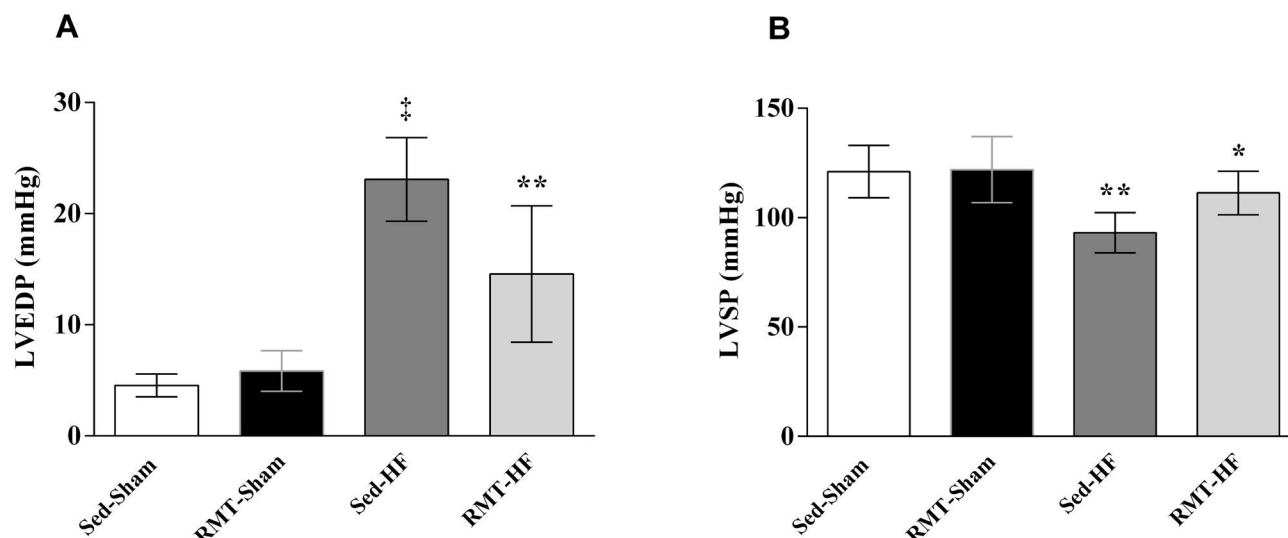 A
LVEDP (mmHg)
30
20
10
0
‡
**
Sed-Sham
RMT-Sham
Sed-HF
RMT-HF
B
LVSP (mmHg)
150
100
50
0
**
*
Sed-Sham
RMT-Sham
Sed-HF
RMT-HF